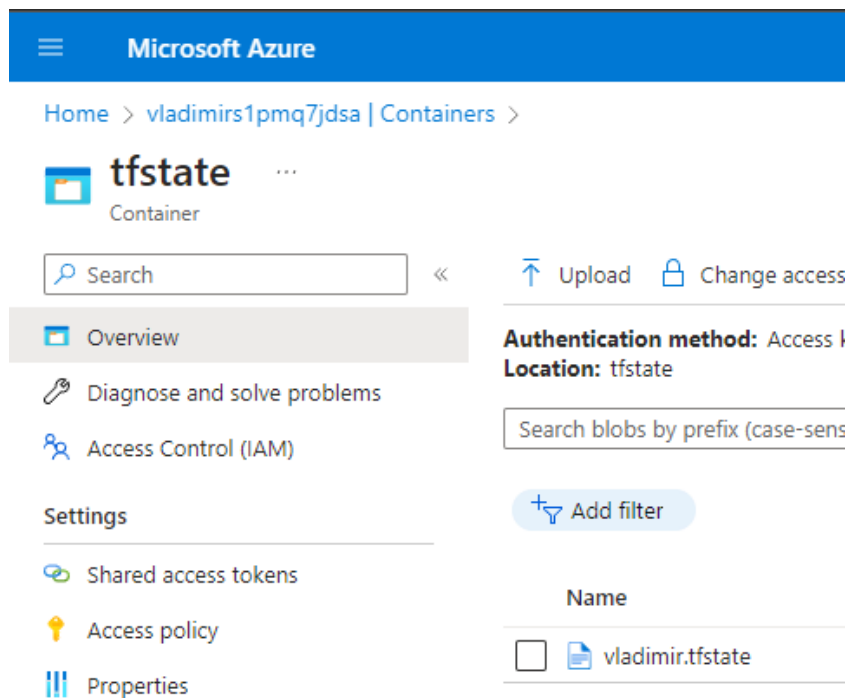 Microsoft Azure
Home > vladimirs1pmq7jdsa | Containers >
tfstate ...
Container
Search «
Overview
Diagnose and solve problems
Access Control (IAM)
Settings
Shared access tokens
Access policy
Properties
Upload Change access
Authentication method: Access
Location: tfstate
Search blobs by prefix (case-sens
Add filter
Name
vladimir.tfstate